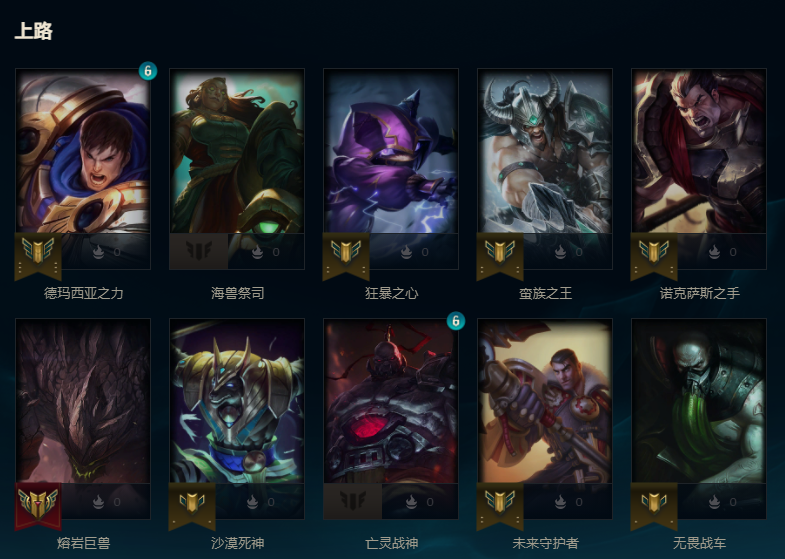 上路
6
0 0 0 0 0
德玛西亚之力 海兽祭司 狂暴之心 蛮族之王 诺克萨斯之手
6
0 0 0 0 0
熔岩巨兽 沙漠死神 亡灵战神 未来守护者 无畏战车